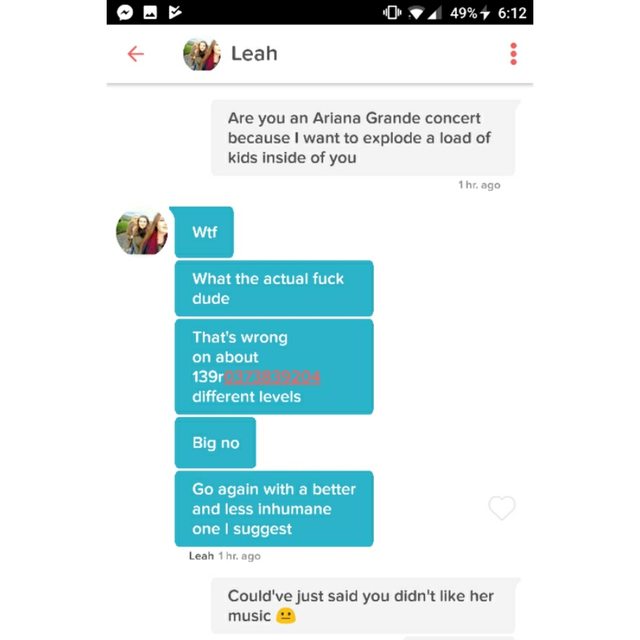 49% 6:12
Leah
Are you an Ariana Grande concert
because I want to explode a load of
kids inside of you
1 hr. ago
Wtf
What the actual fuck
dude
That's wrong
on about
139r0373839204
different levels
Big no
Go again with a better
and less inhumane
one I suggest
Leah 1 hr. ago
Could've just said you didn't like her
music 😐